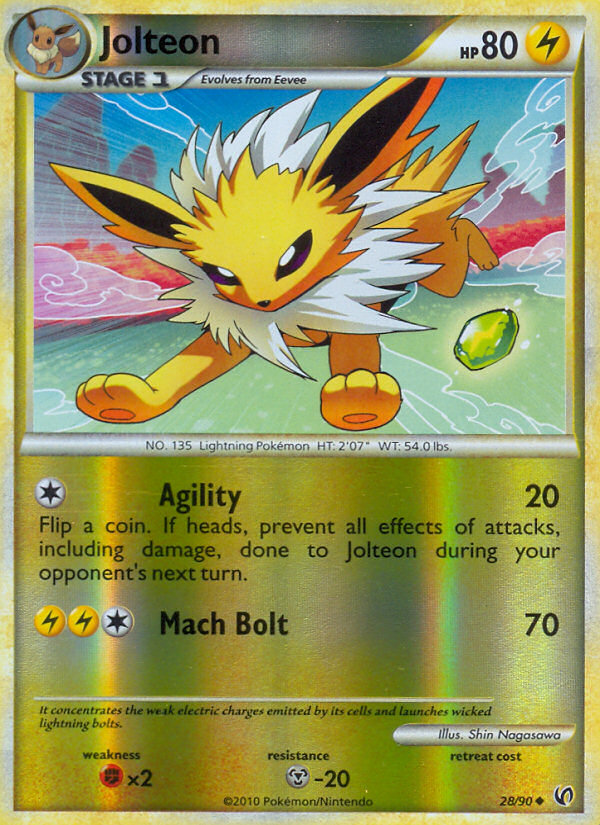 Jolteon
HP 80
STAGE 1
Evolves from Eevee
NO. 135 Lightning Pokémon HT: 2'07" WT: 54.0 lbs.
Agility 20
Flip a coin. If heads, prevent all effects of attacks,
including damage, done to Jolteon during your
opponent's next turn.
Mach Bolt 70
It concentrates the weak electric charges emitted by its cells and launches wicked
lightning bolts.
Illus. Shin Nagasawa
weakness resistance retreat cost
×2 -20
©2010 Pokémon/Nintendo 28/90